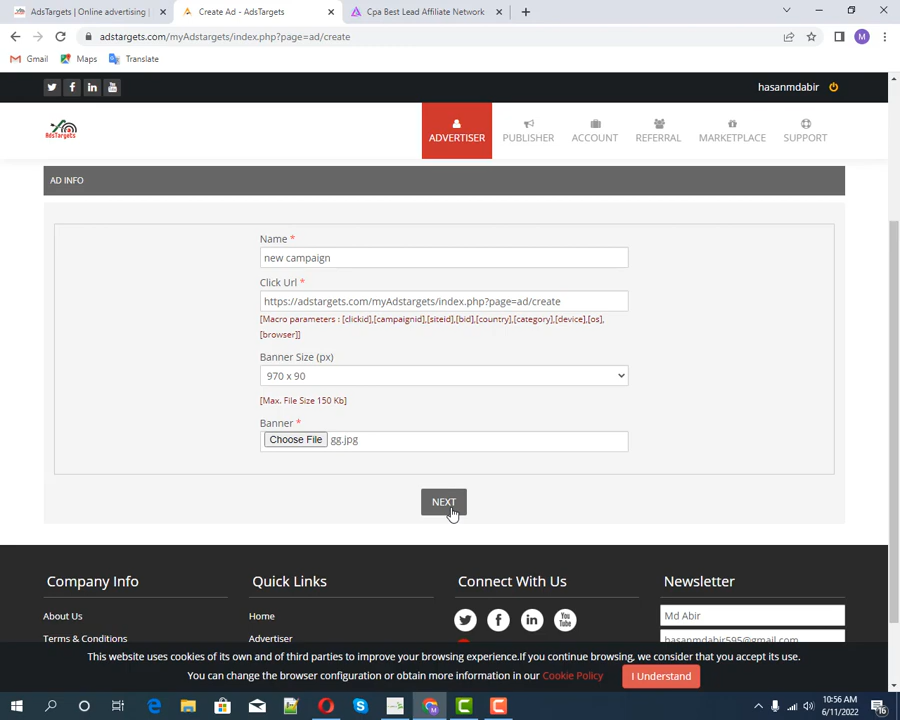 AdsTargets | Online advertising
Create Ad - AdsTargets
Cpa Best Lead Affiliate Network
adstargets.com/myAdstargets/index.php?page=ad/create
M
Gmail
Maps
Translate
hasanmdabir
AdsTargets
ADVERTISER
PUBLISHER
ACCOUNT
REFERRAL
MARKETPLACE
SUPPORT
AD INFO
Name *
new campaign
Click Url *
https://adstargets.com/myAdstargets/index.php?page=ad/create
[Macro parameters : [clickid],[campaignid],[siteid],[bid],[country],[category],[device],[os],
[browser]]
Banner Size (px)
970 x 90
[Max. File Size 150 Kb]
Banner *
Choose File gg.jpg
NEXT
Company Info
Quick Links
Connect With Us
Newsletter
About Us
Home
You
Tube
Md Abir
Terms & Conditions
Advertiser
hasanmdabir595@gmail.com
This website uses cookies of its own and of third parties to improve your browsing experience.If you continue browsing, we consider that you accept its use.
You can change the browser configuration or obtain more information in our Cookie Policy
I Understand
10:56 AM
6/11/2022
16